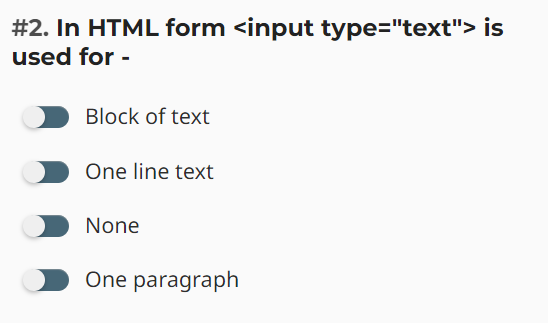 #2. In HTML form <input type="text"> is
used for -
Block of text
One line text
None
One paragraph